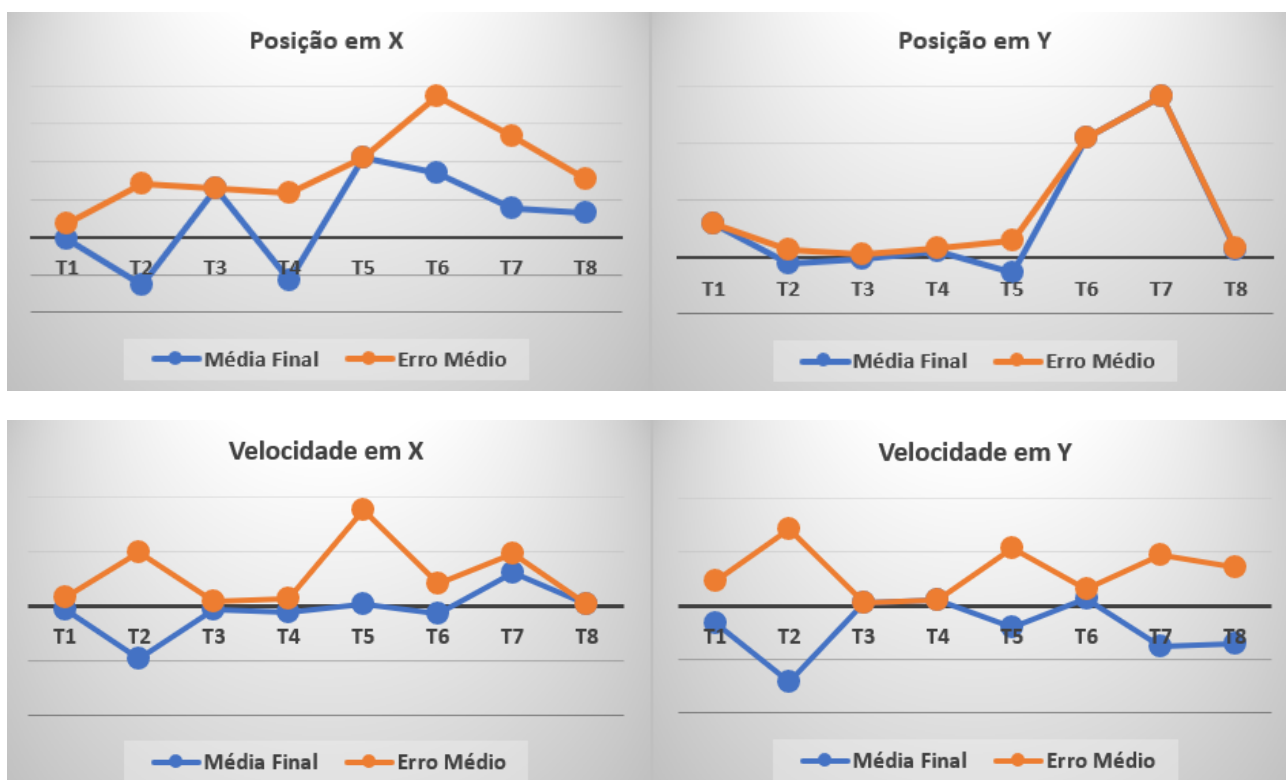 Posição em X
T1 T2 T3 T4 T5 T6 T7 T8
Média Final Erro Médio
Posição em Y
T1 T2 T3 T4 T5 T6 T7 T8
Média Final Erro Médio
Velocidade em X
T1 T2 T3 T4 T5 T6 T7 T8
Média Final Erro Médio
Velocidade em Y
T1 T2 T3 T4 T5 T6 T7 T8
Média Final Erro Médio